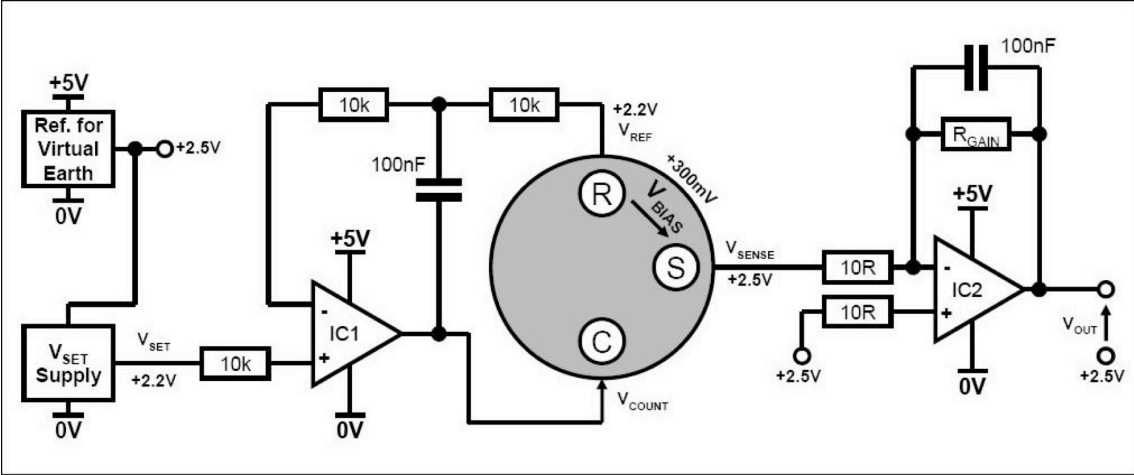 +5V
Ref. for
Virtual
Earth
+2.5V
0V
V_SET
Supply
0V
V_SET
+2.2V
10k
10k
10k
100nF
+5V
-
IC1
+
0V
+2.2V
V_REF
+300mV
V_BIAS
R
S
C
V_COUNT
V_SENSE
+2.5V
10R
10R
+2.5V
100nF
R_GAIN
+5V
-
IC2
+
0V
V_OUT
+2.5V